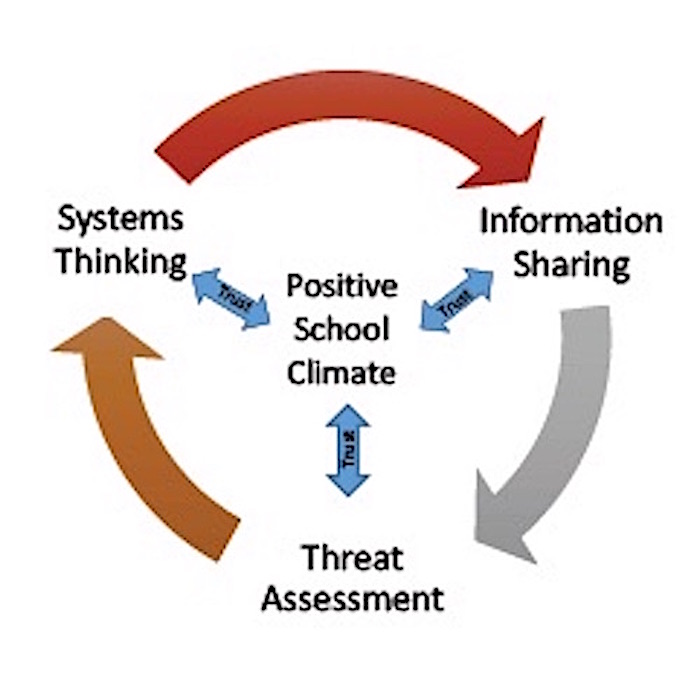 Systems
Thinking
Information
Sharing
Trust
Positive
School
Climate
Trust
Trust
Threat
Assessment